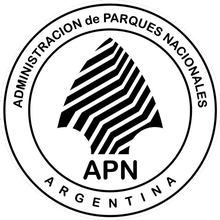 ADMINISTRACION de PARQUES NACIONALES
APN
ARGENTINA